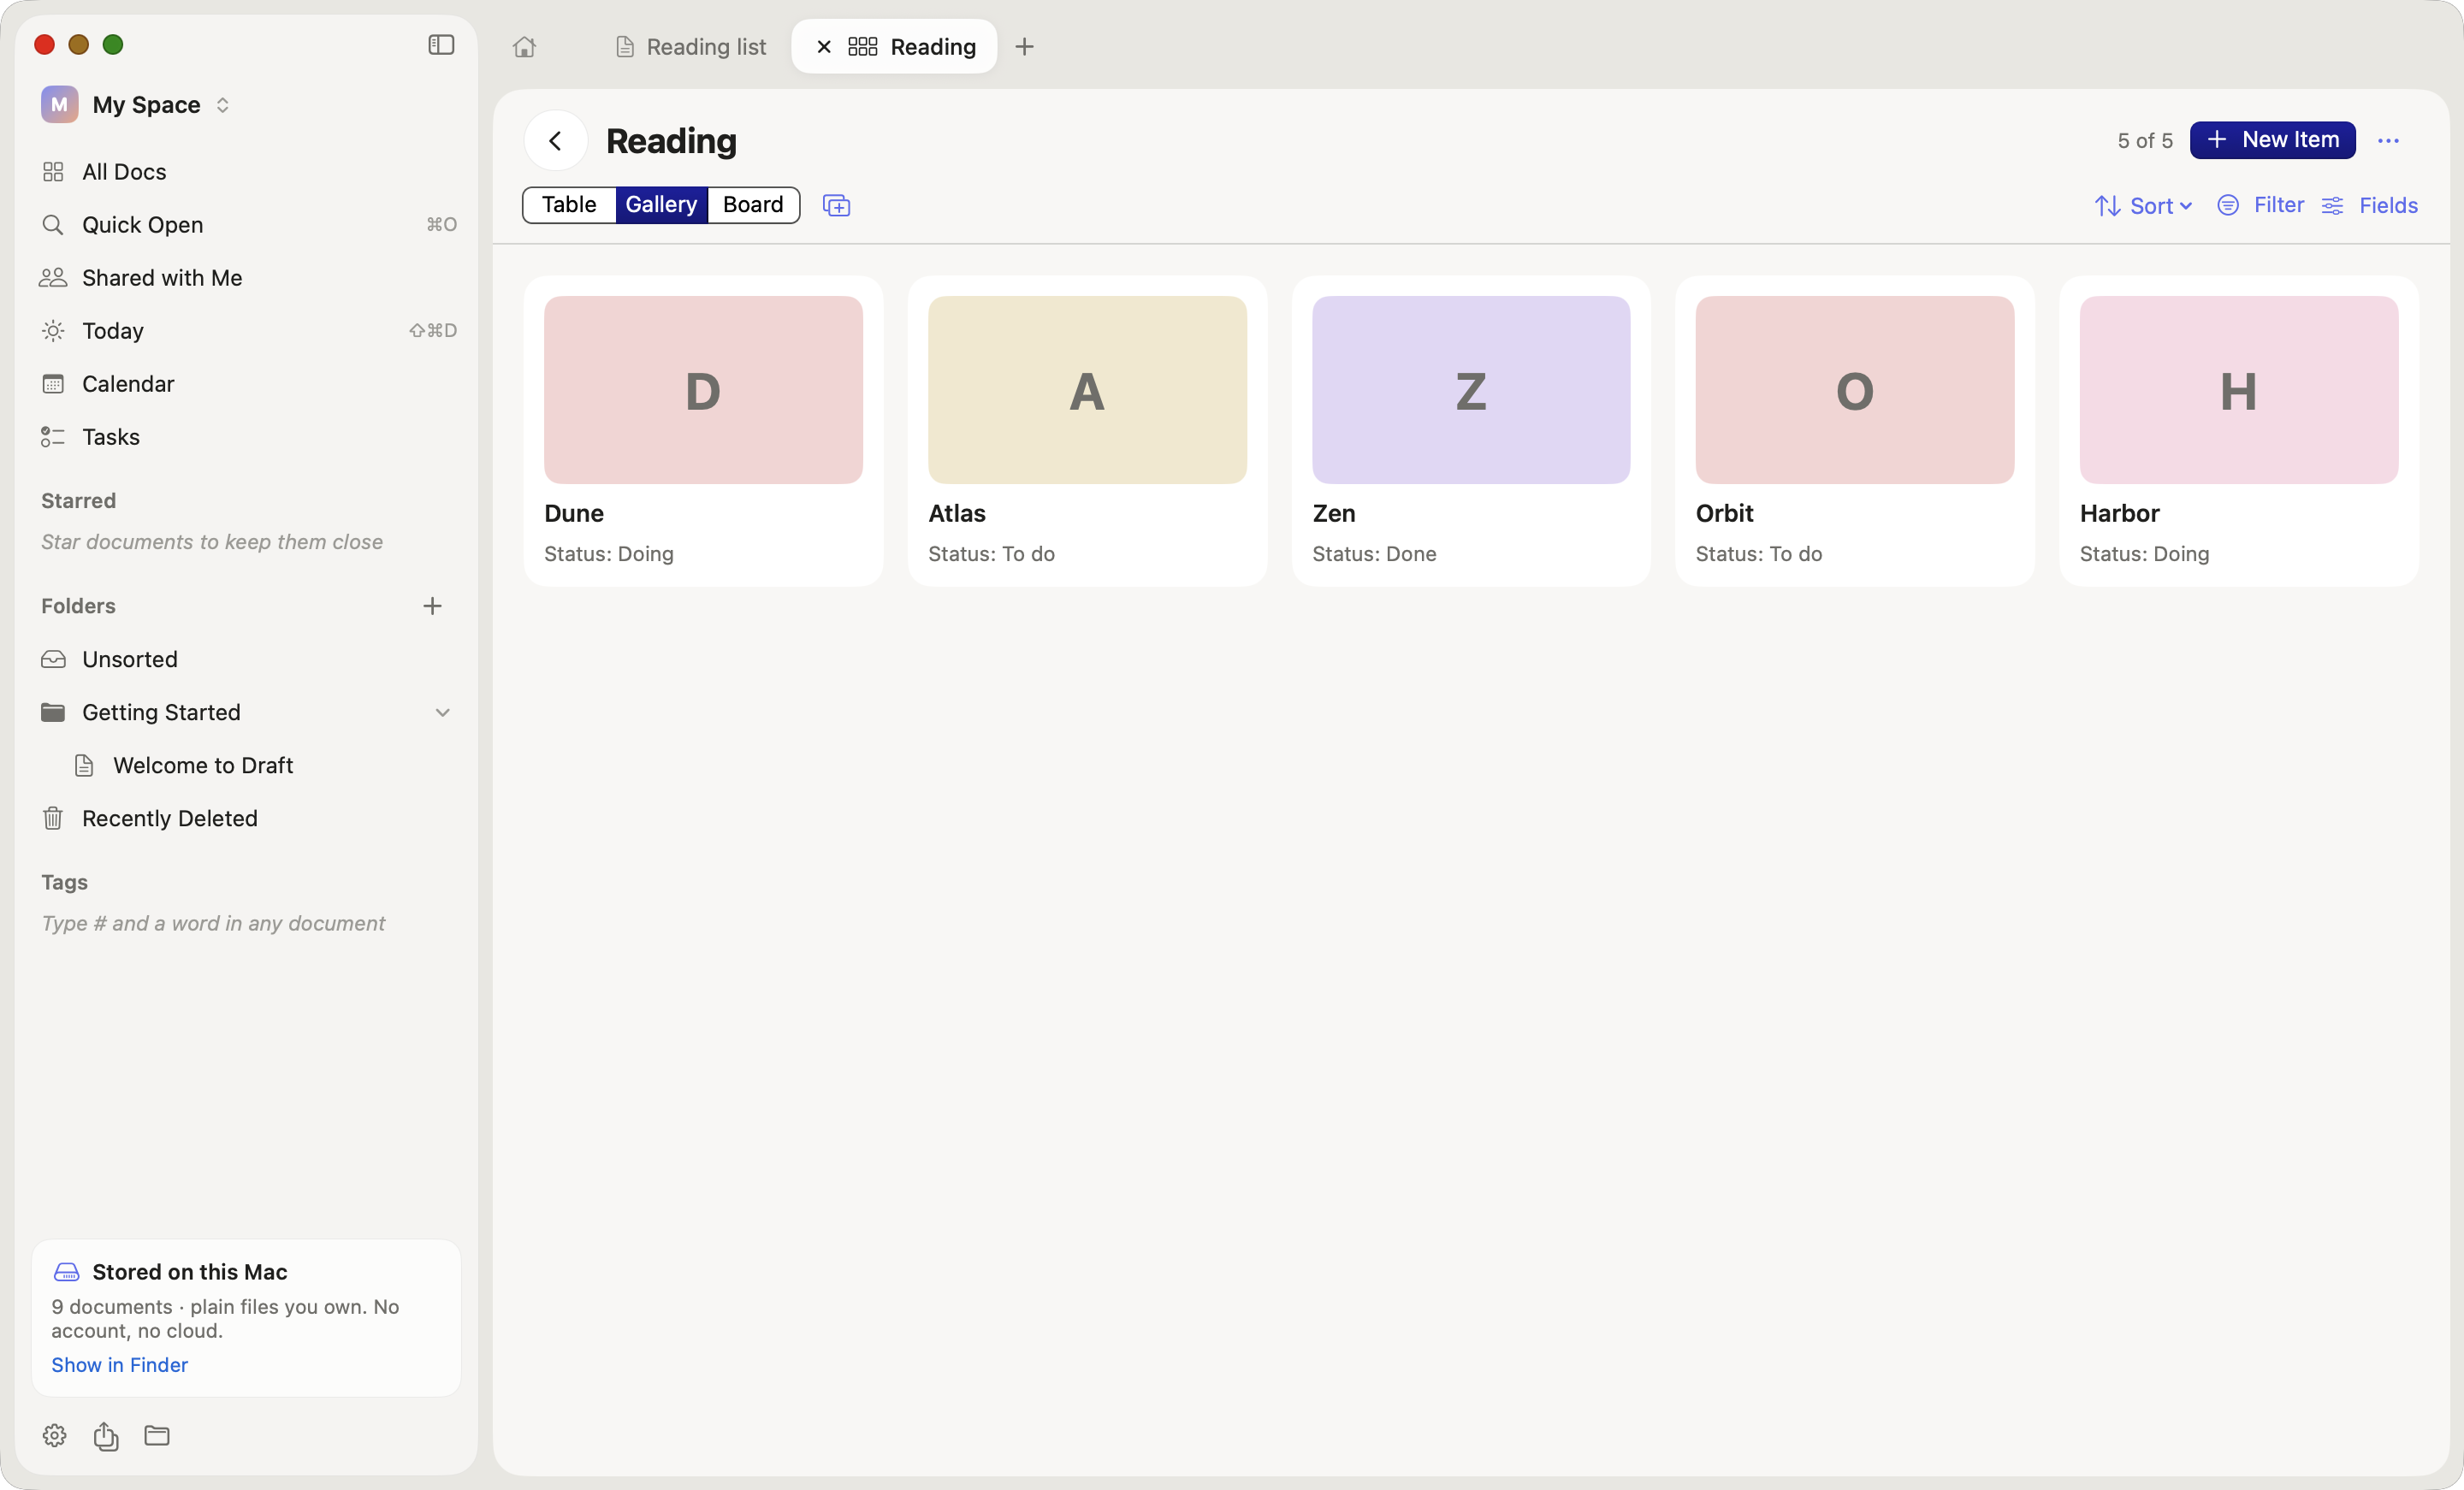 M My Space
All Docs
Quick Open ⌘O
Shared with Me
Today ⇧⌘D
Calendar
Tasks
Starred
Star documents to keep them close
Folders
Unsorted
Getting Started
Welcome to Draft
Recently Deleted
Tags
Type # and a word in any document
Stored on this Mac
9 documents · plain files you own. No
account, no cloud.
Show in Finder
Reading list
Reading
Reading
5 of 5
New Item
Table Gallery Board
Sort Filter Fields
D
Dune
Status: Doing
A
Atlas
Status: To do
Z
Zen
Status: Done
O
Orbit
Status: To do
H
Harbor
Status: Doing